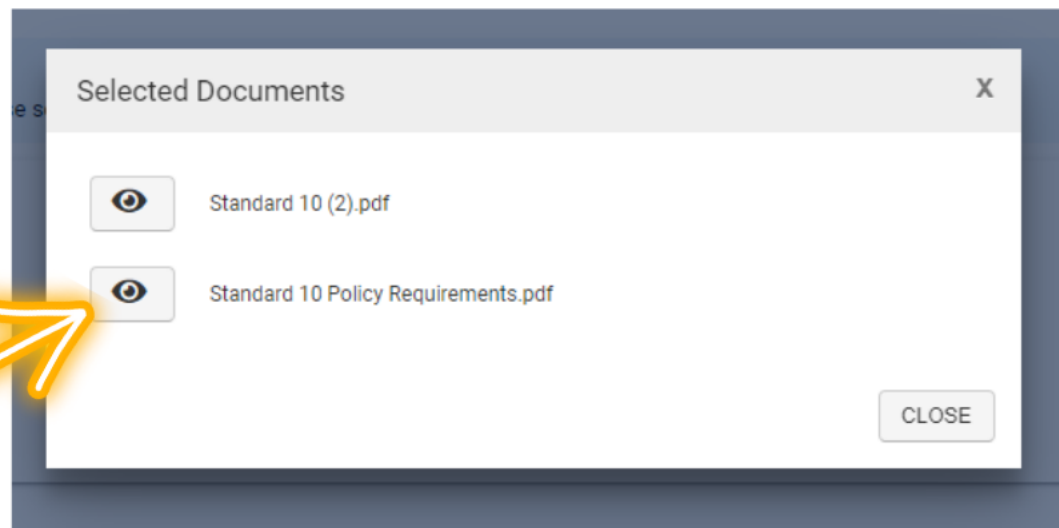 Selected Documents X
e s
Standard 10 (2).pdf
Standard 10 Policy Requirements.pdf
CLOSE